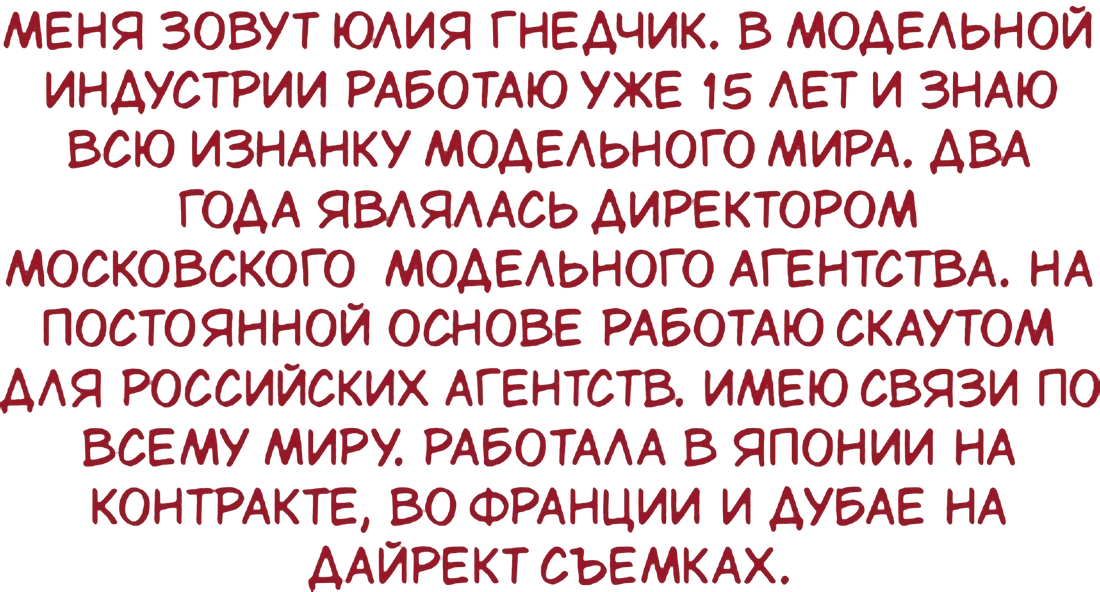 МЕНЯ ЗОВУТ ЮЛИЯ ГНЕДЧИК. В МОДЕЛЬНОЙ
ИНДУСТРИИ РАБОТАЮ УЖЕ 15 ЛЕТ И ЗНАЮ
ВСЮ ИЗНАНКУ МОДЕЛЬНОГО МИРА. ДВА
ГОДА ЯВЛЯЛАСЬ ДИРЕКТОРОМ
МОСКОВСКОГО МОДЕЛЬНОГО АГЕНТСТВА. НА
ПОСТОЯННОЙ ОСНОВЕ РАБОТАЮ СКАУТОМ
ДЛЯ РОССИЙСКИХ АГЕНТСТВ. ИМЕЮ СВЯЗИ ПО
ВСЕМУ МИРУ. РАБОТАЛА В ЯПОНИИ НА
КОНТРАКТЕ, ВО ФРАНЦИИ И ДУБАЕ НА
ДАЙРЕКТ СЪЕМКАХ.